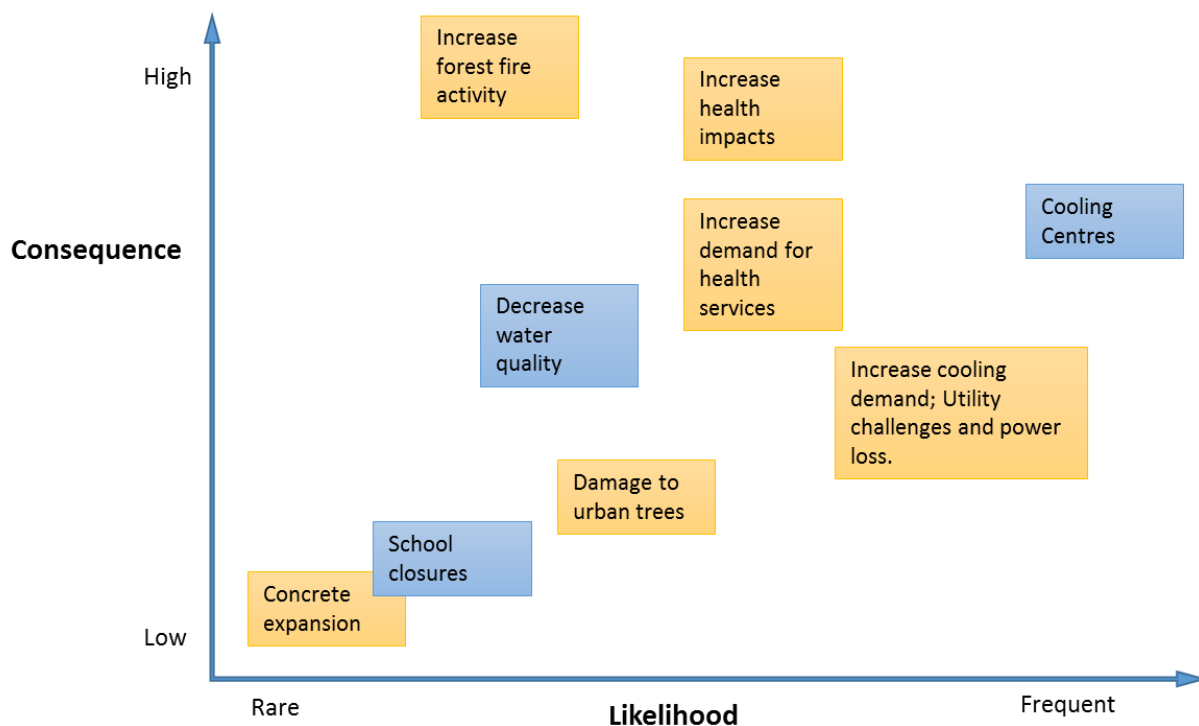 High
Increase
forest fire
activity
Increase
health
impacts
Consequence
Increase
demand for
health
services
Cooling
Centres
Decrease
water
quality
Increase cooling
demand; Utility
challenges and power
loss.
Damage to
urban trees
School
closures
Concrete
expansion
Low
Rare
Likelihood
Frequent